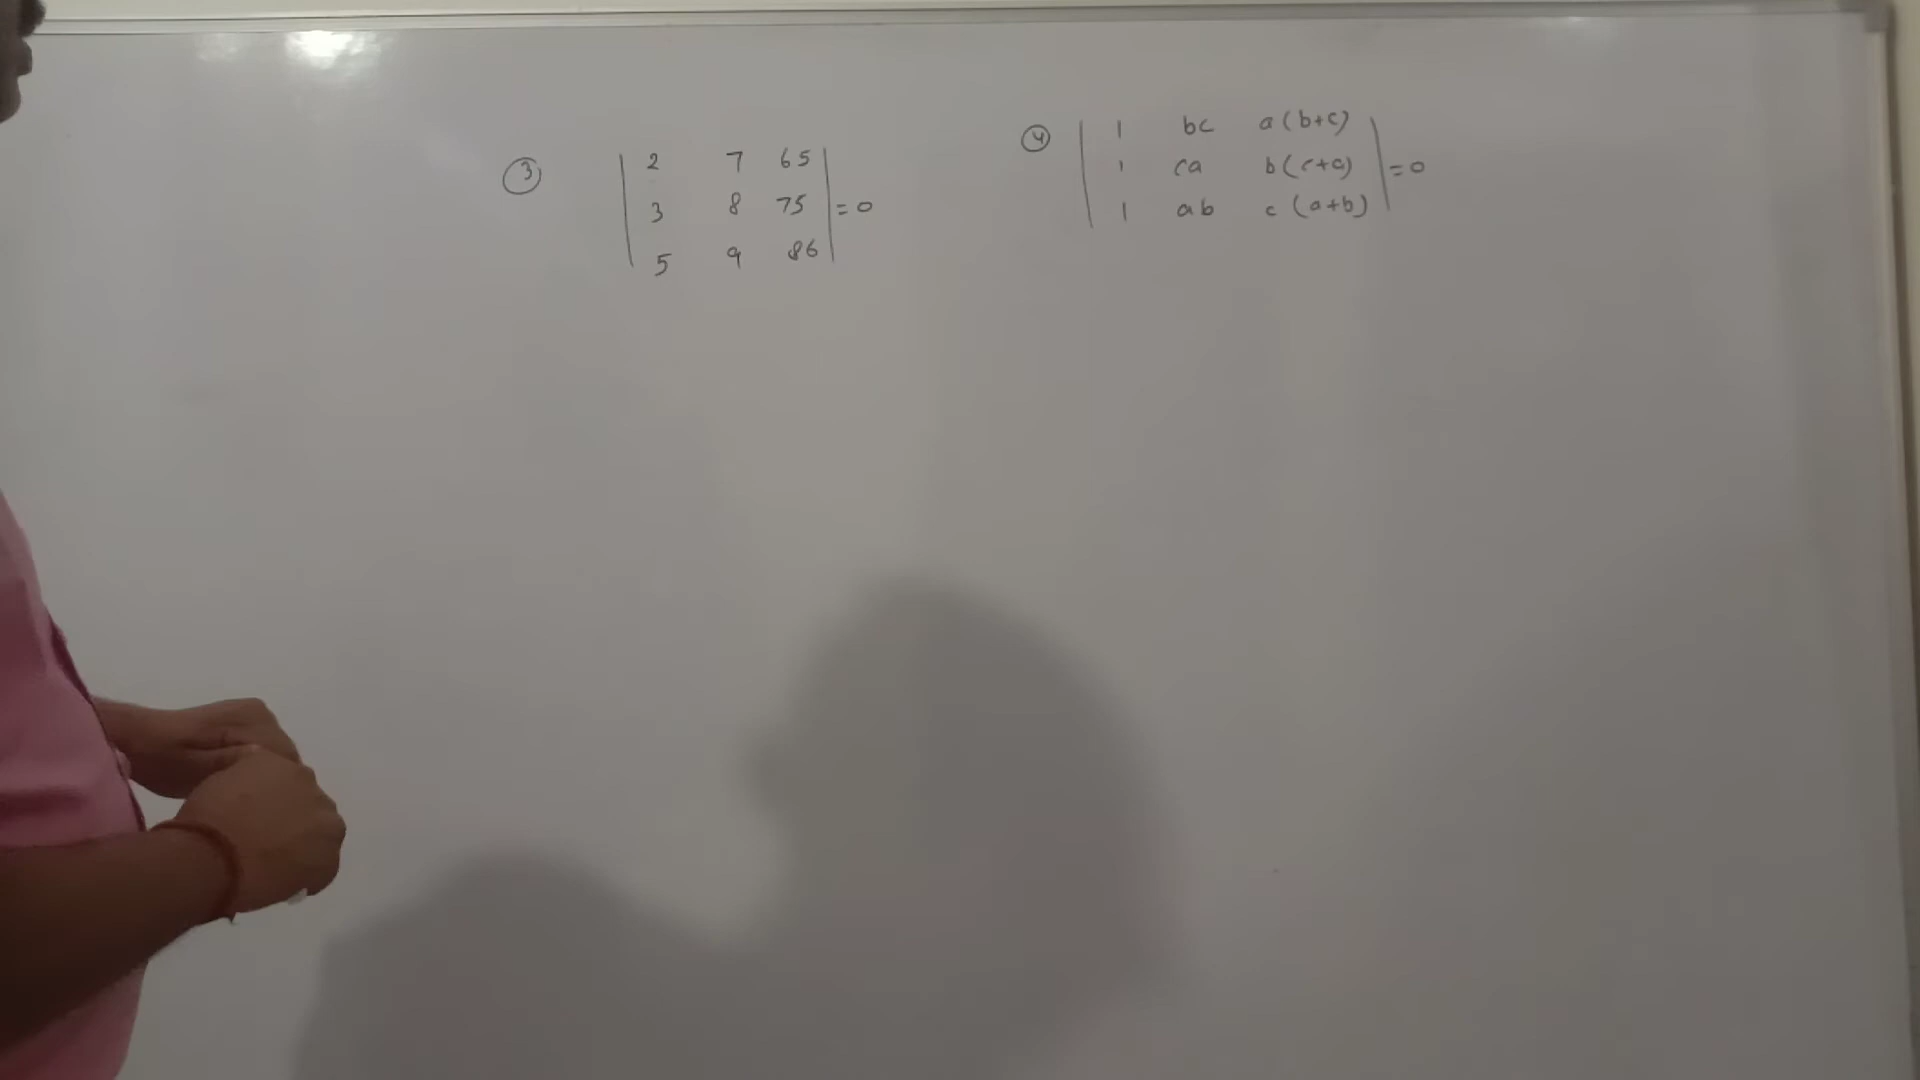 ③ | 2 7 65 |
| 3 8 75 | = 0
| 5 9 86 |
④ | 1 bc a(b+c) |
| 1 ca b(c+a) | = 0
| 1 ab c(a+b) |